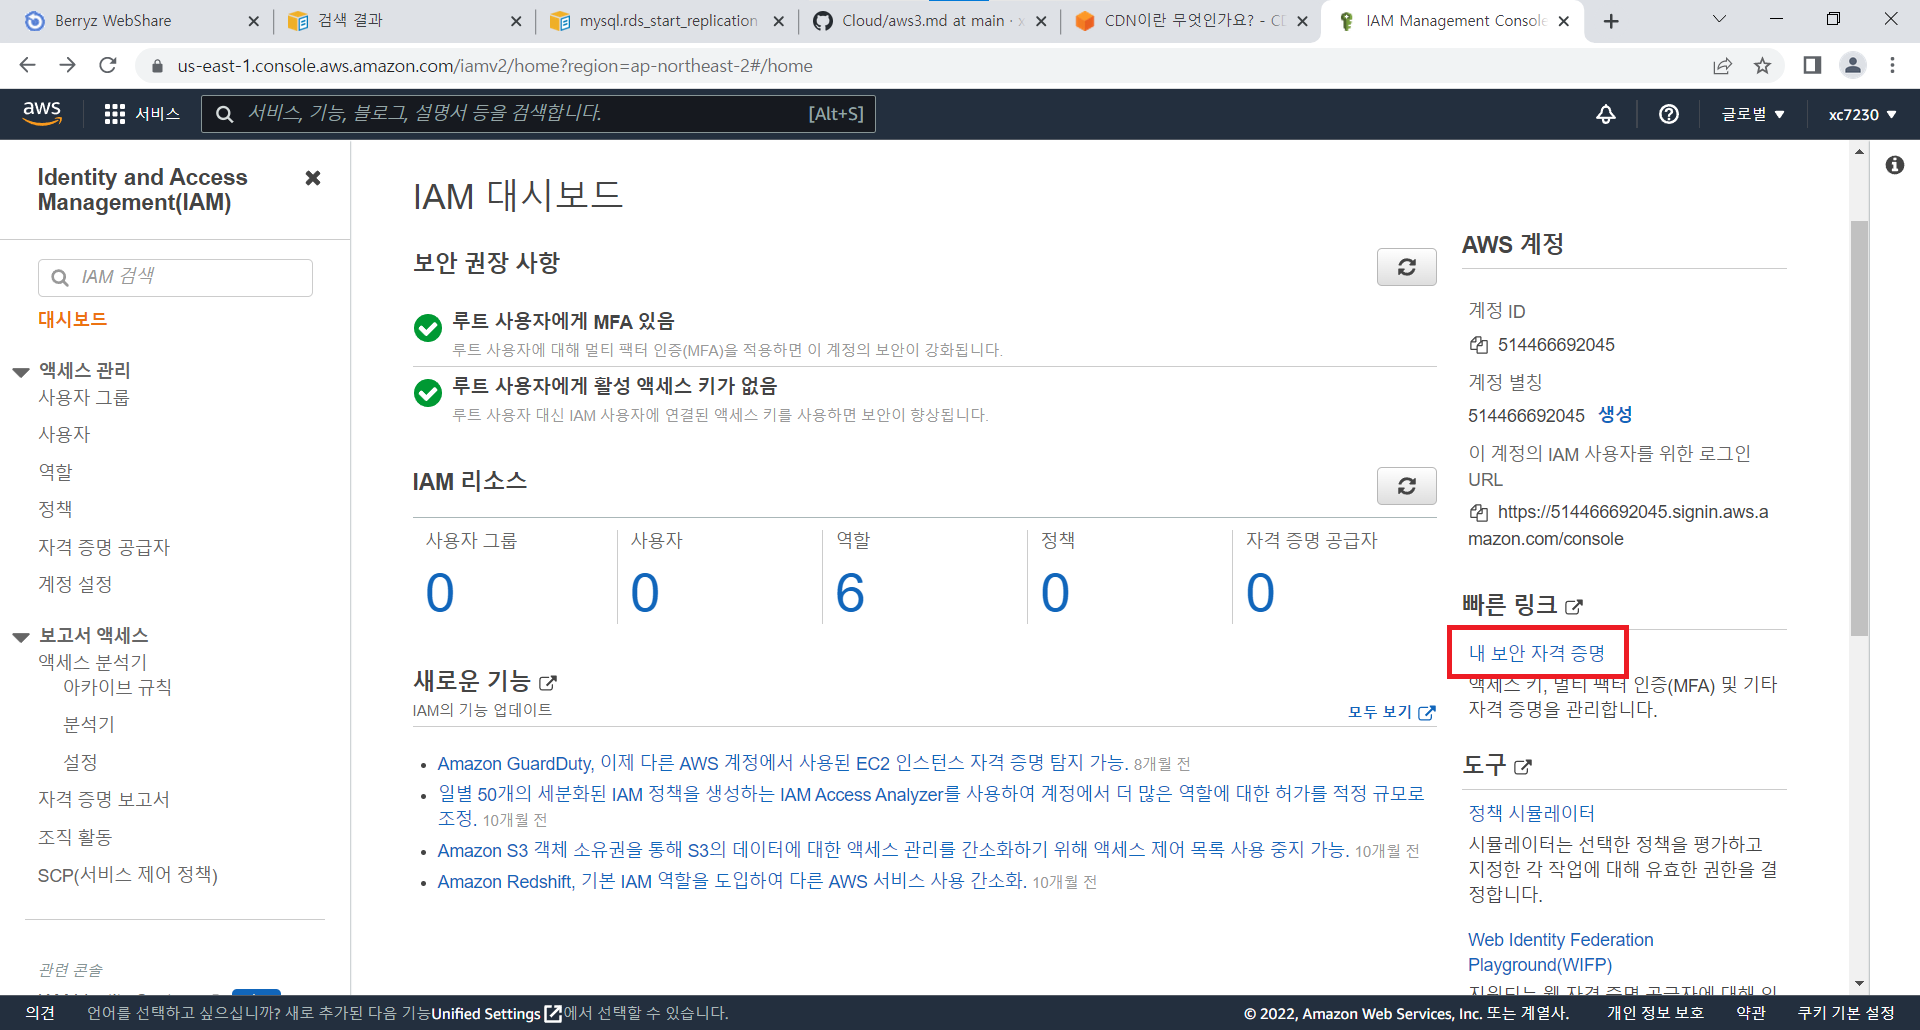 Berryz WebShare
검색 결과
mysql.rds_start_replication
Cloud/aws3.md at main · x
CDN이란 무엇인가요? - CD
IAM Management Console
us-east-1.console.aws.amazon.com/iamv2/home?region=ap-northeast-2#/home
aws
서비스
서비스, 기능, 블로그, 설명서 등을 검색합니다.
[Alt+S]
글로벌
xc7230
Identity and Access
Management(IAM)
IAM 검색
대시보드
액세스 관리
사용자 그룹
사용자
역할
정책
자격 증명 공급자
계정 설정
보고서 액세스
액세스 분석기
아카이브 규칙
분석기
설정
자격 증명 보고서
조직 활동
SCP(서비스 제어 정책)
관련 콘솔
IAM 대시보드
보안 권장 사항
루트 사용자에게 MFA 있음
루트 사용자에 대해 멀티 팩터 인증(MFA)을 적용하면 이 계정의 보안이 강화됩니다.
루트 사용자에게 활성 액세스 키가 없음
루트 사용자 대신 IAM 사용자에 연결된 액세스 키를 사용하면 보안이 향상됩니다.
IAM 리소스
사용자 그룹
0
사용자
0
역할
6
정책
0
자격 증명 공급자
0
새로운 기능
IAM의 기능 업데이트
모두 보기
Amazon GuardDuty, 이제 다른 AWS 계정에서 사용된 EC2 인스턴스 자격 증명 탐지 가능. 8개월 전
일별 50개의 세분화된 IAM 정책을 생성하는 IAM Access Analyzer를 사용하여 계정에서 더 많은 역할에 대한 허가를 적정 규모로
조정. 10개월 전
Amazon S3 객체 소유권을 통해 S3의 데이터에 대한 액세스 관리를 간소화하기 위해 액세스 제어 목록 사용 중지 가능. 10개월 전
Amazon Redshift, 기본 IAM 역할을 도입하여 다른 AWS 서비스 사용 간소화. 10개월 전
AWS 계정
계정 ID
514466692045
계정 별칭
514466692045 생성
이 계정의 IAM 사용자를 위한 로그인
URL
https://514466692045.signin.aws.a
mazon.com/console
빠른 링크
내 보안 자격 증명
액세스 키, 멀티 팩터 인증(MFA) 및 기타
자격 증명을 관리합니다.
도구
정책 시뮬레이터
시뮬레이터는 선택한 정책을 평가하고
지정한 각 작업에 대해 유효한 권한을 결
정합니다.
Web Identity Federation
Playground(WIFP)
지원되는 웹 자격 증명 공급자에 대해 인
의견
언어를 선택하고 싶으십니까? 새로 추가된 다음 기능Unified Settings에서 선택할 수 있습니다.
© 2022, Amazon Web Services, Inc. 또는 계열사.
개인 정보 보호
약관
쿠키 기본 설정